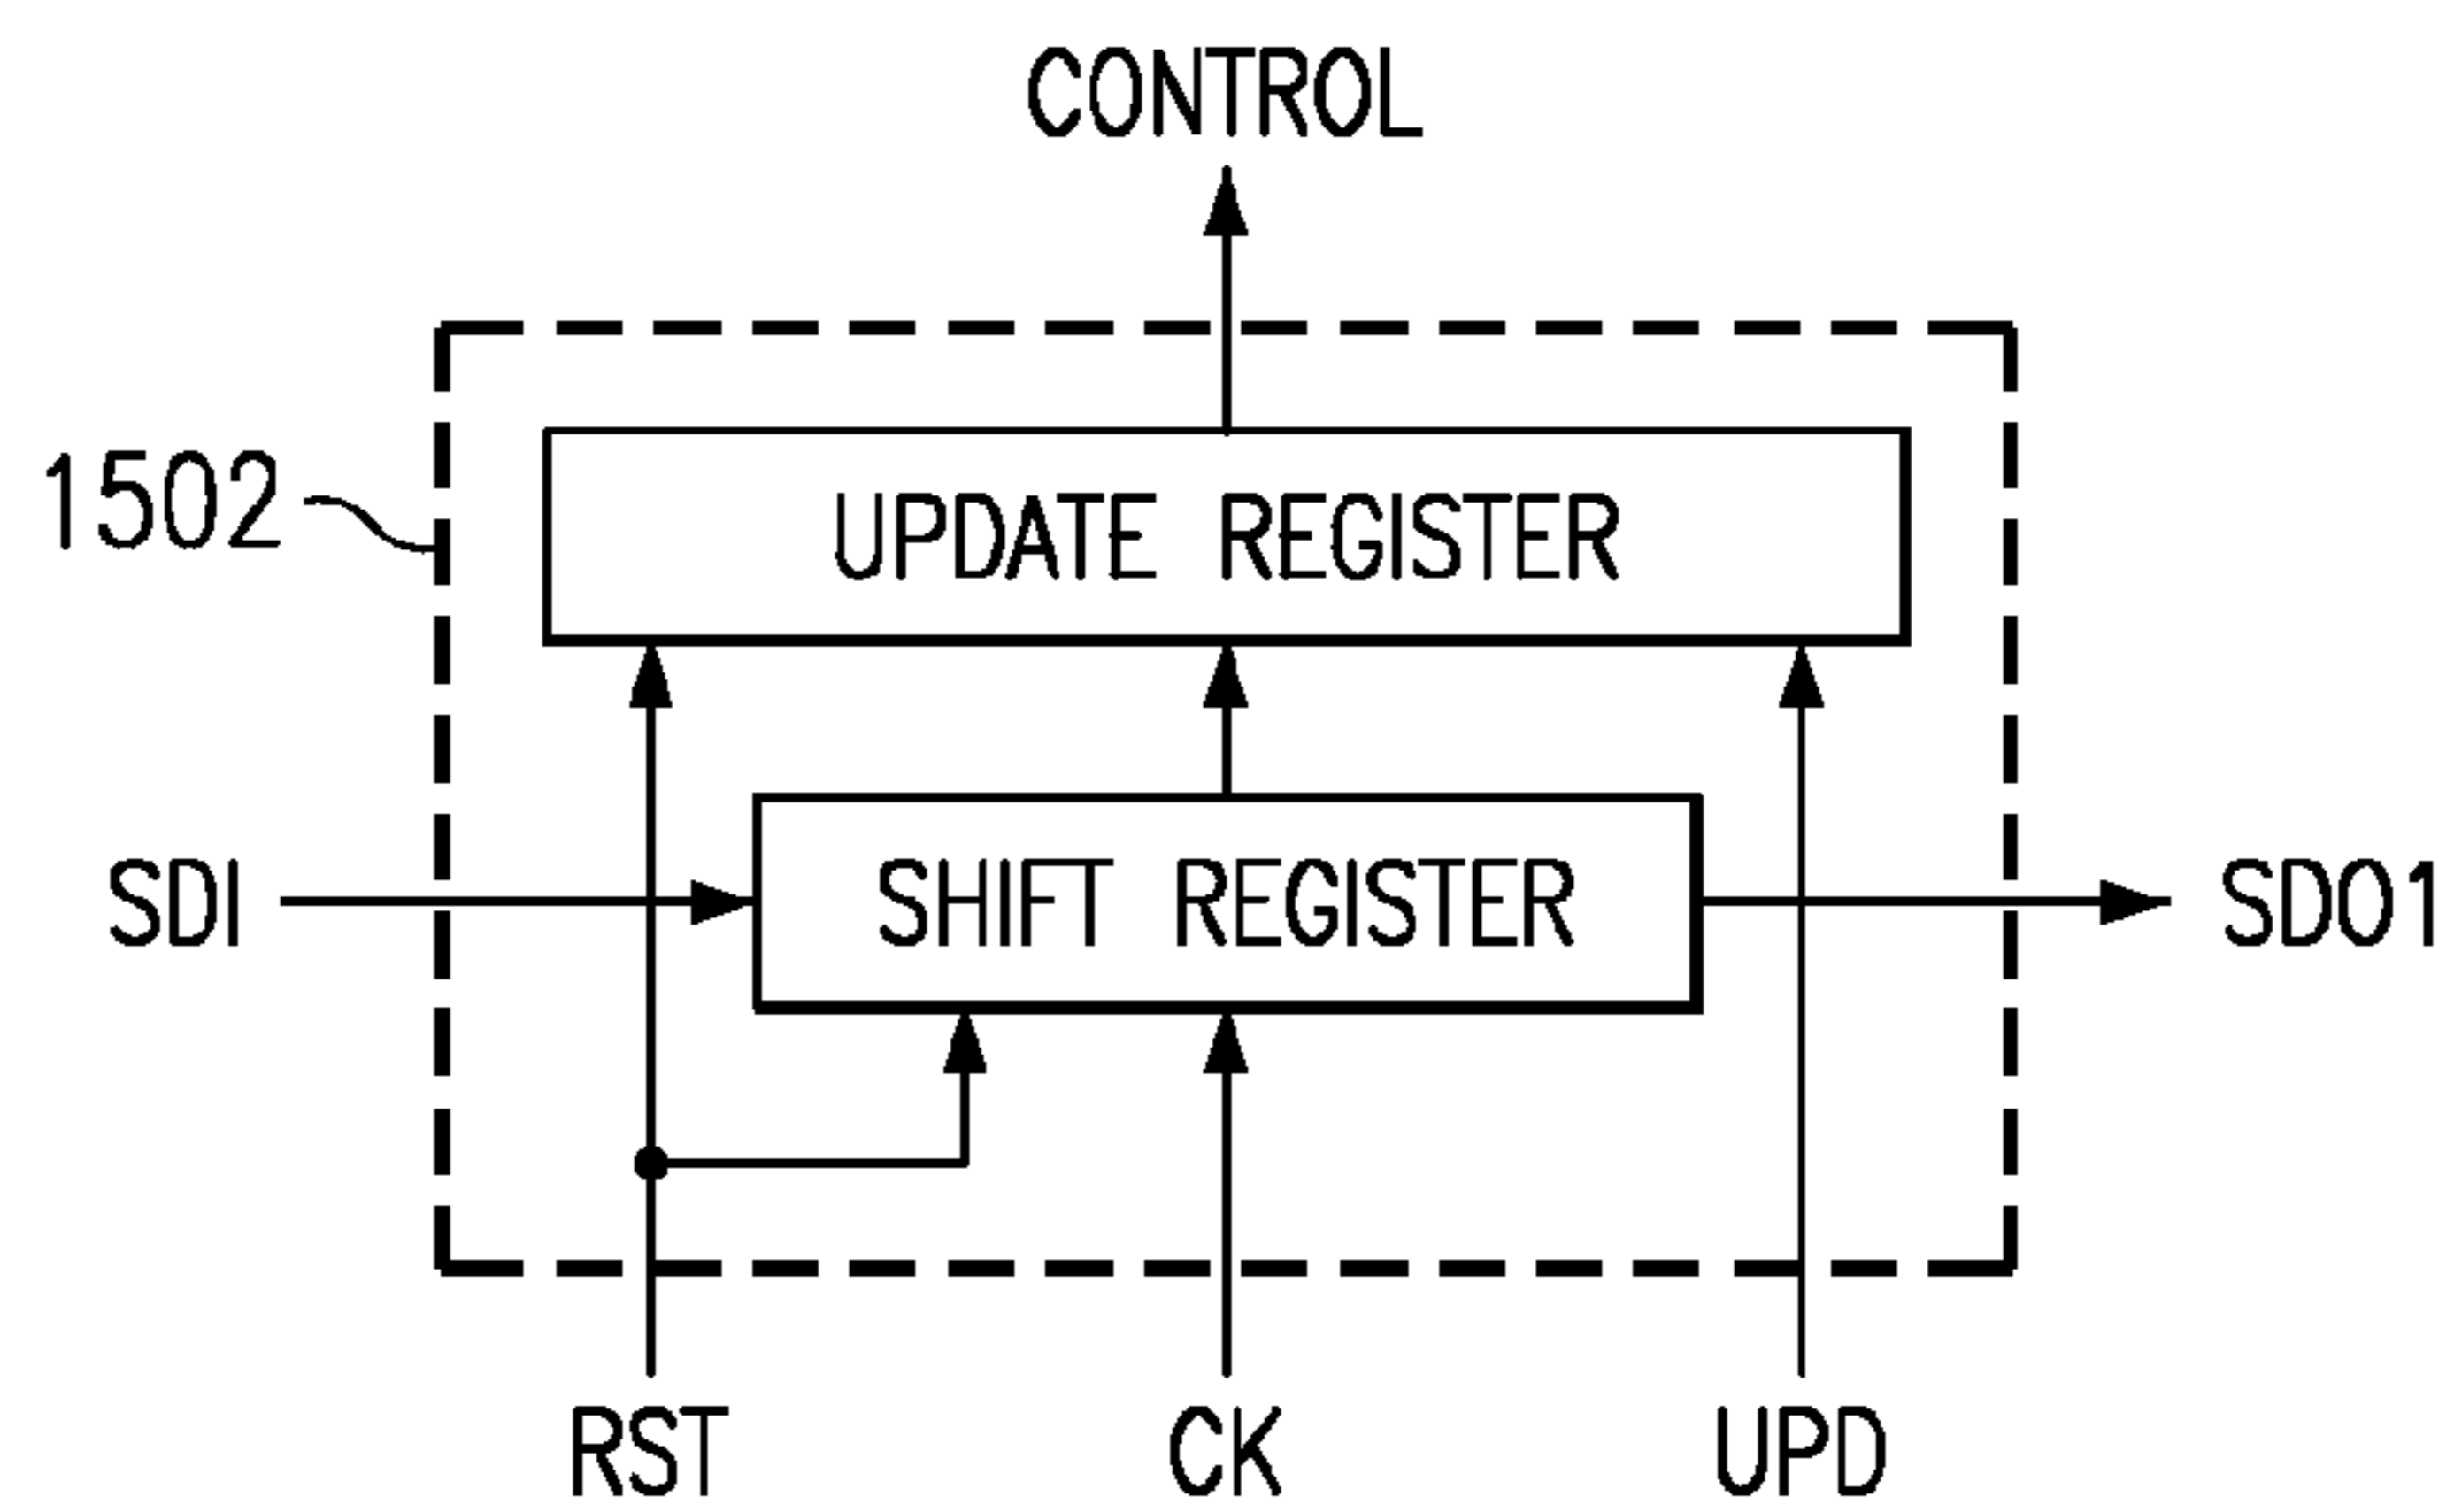 CONTROL
1502
UPDATE REGISTER
SDI
SHIFT REGISTER
SDO1
RST
CK
UPD